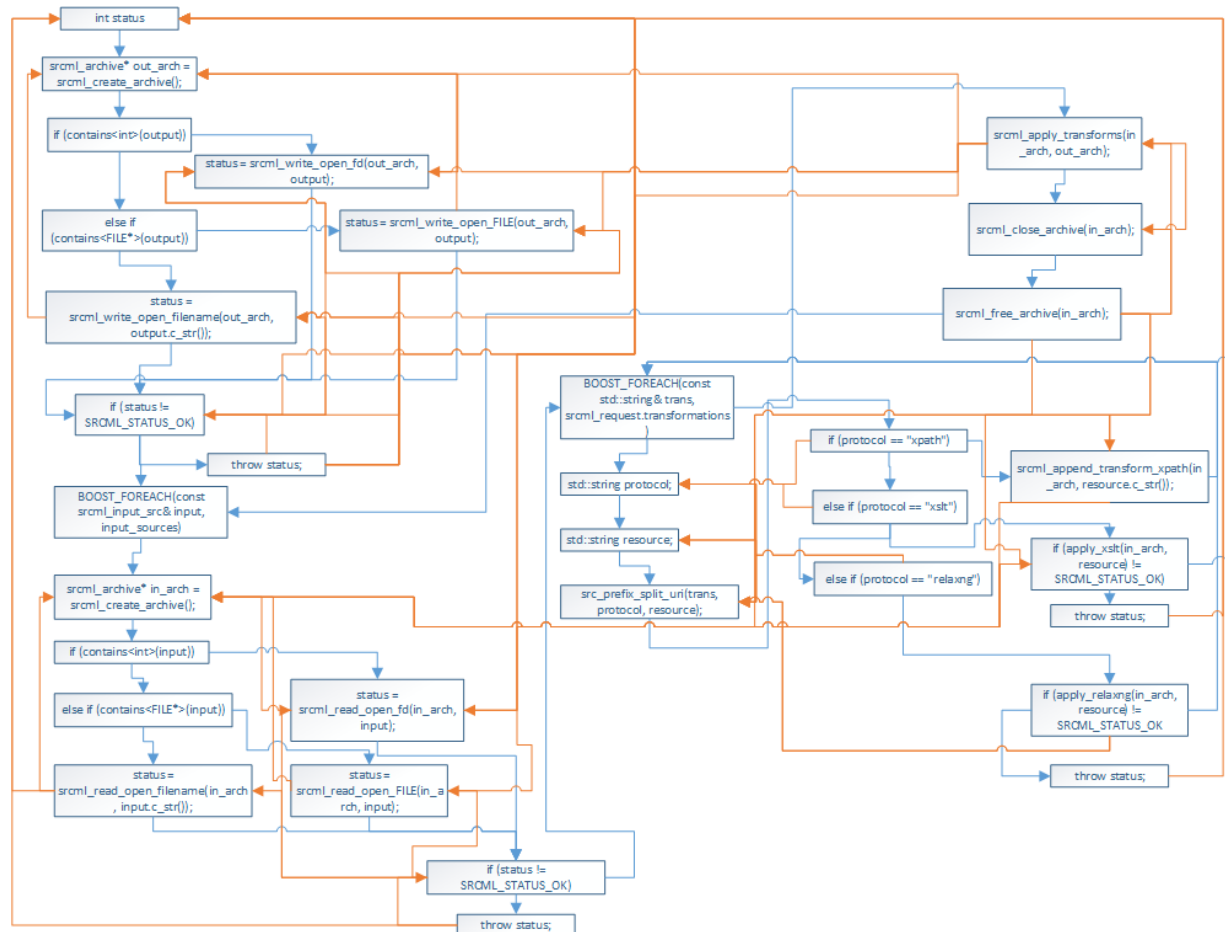 int status
srcml_archive* out_arch =
srcml_create_archive();
if (contains<int>(output))
status = srcml_write_open_fd(out_arch,
output);
else if
(contains<FILE*>(output))
status = srcml_write_open_FILE(out_arch,
output);
status =
srcml_write_open_filename(out_arch,
output.c_str());
if (status !=
SRCML_STATUS_OK)
throw status;
BOOST_FOREACH(const
srcml_input_src& input,
input_sources)
srcml_archive* in_arch =
srcml_create_archive();
if (contains<int>(input))
status =
srcml_read_open_fd(in_arch,
input);
else if (contains<FILE*>(input))
status =
srcml_read_open_filename(in_arch
, input.c_str());
status =
srcml_read_open_FILE(in_a
rch, input);
if (status !=
SRCML_STATUS_OK)
throw status;
BOOST_FOREACH(const
std::string& trans,
srcml_request.transformations
)
std::string protocol;
std::string resource;
src_prefix_split_uri(trans,
protocol, resource);
if (protocol == "xpath")
else if (protocol == "xslt")
else if (protocol == "relaxng")
srcml_append_transform_xpath(in
_arch, resource.c_str());
if (apply_xslt(in_arch,
resource) !=
SRCML_STATUS_OK)
throw status;
if (apply_relaxng(in_arch,
resource) !=
SRCML_STATUS_OK
throw status;
srcml_apply_transforms(in
_arch, out_arch);
srcml_close_archive(in_arch);
srcml_free_archive(in_arch);